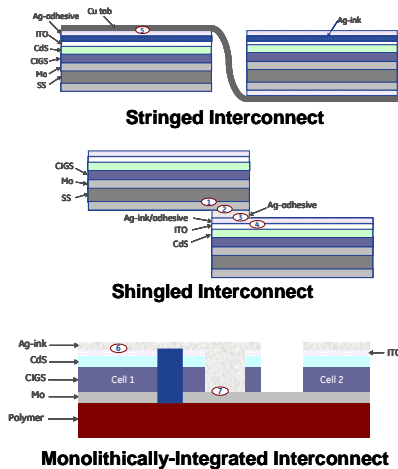 Cu tab
Ag-adhesive
5
ITO
Ag-ink
CdS
CIGS
Mo
SS
Stringed Interconnect
CIGS
Mo
SS
1
2
Ag-adhesive
3
Ag-ink/adhesive
4
ITO
CdS
Shingled Interconnect
Ag-ink
6
CdS
ITO
CIGS
Cell 1
7
Cell 2
Mo
Polymer
Monolithically-Integrated Interconnect